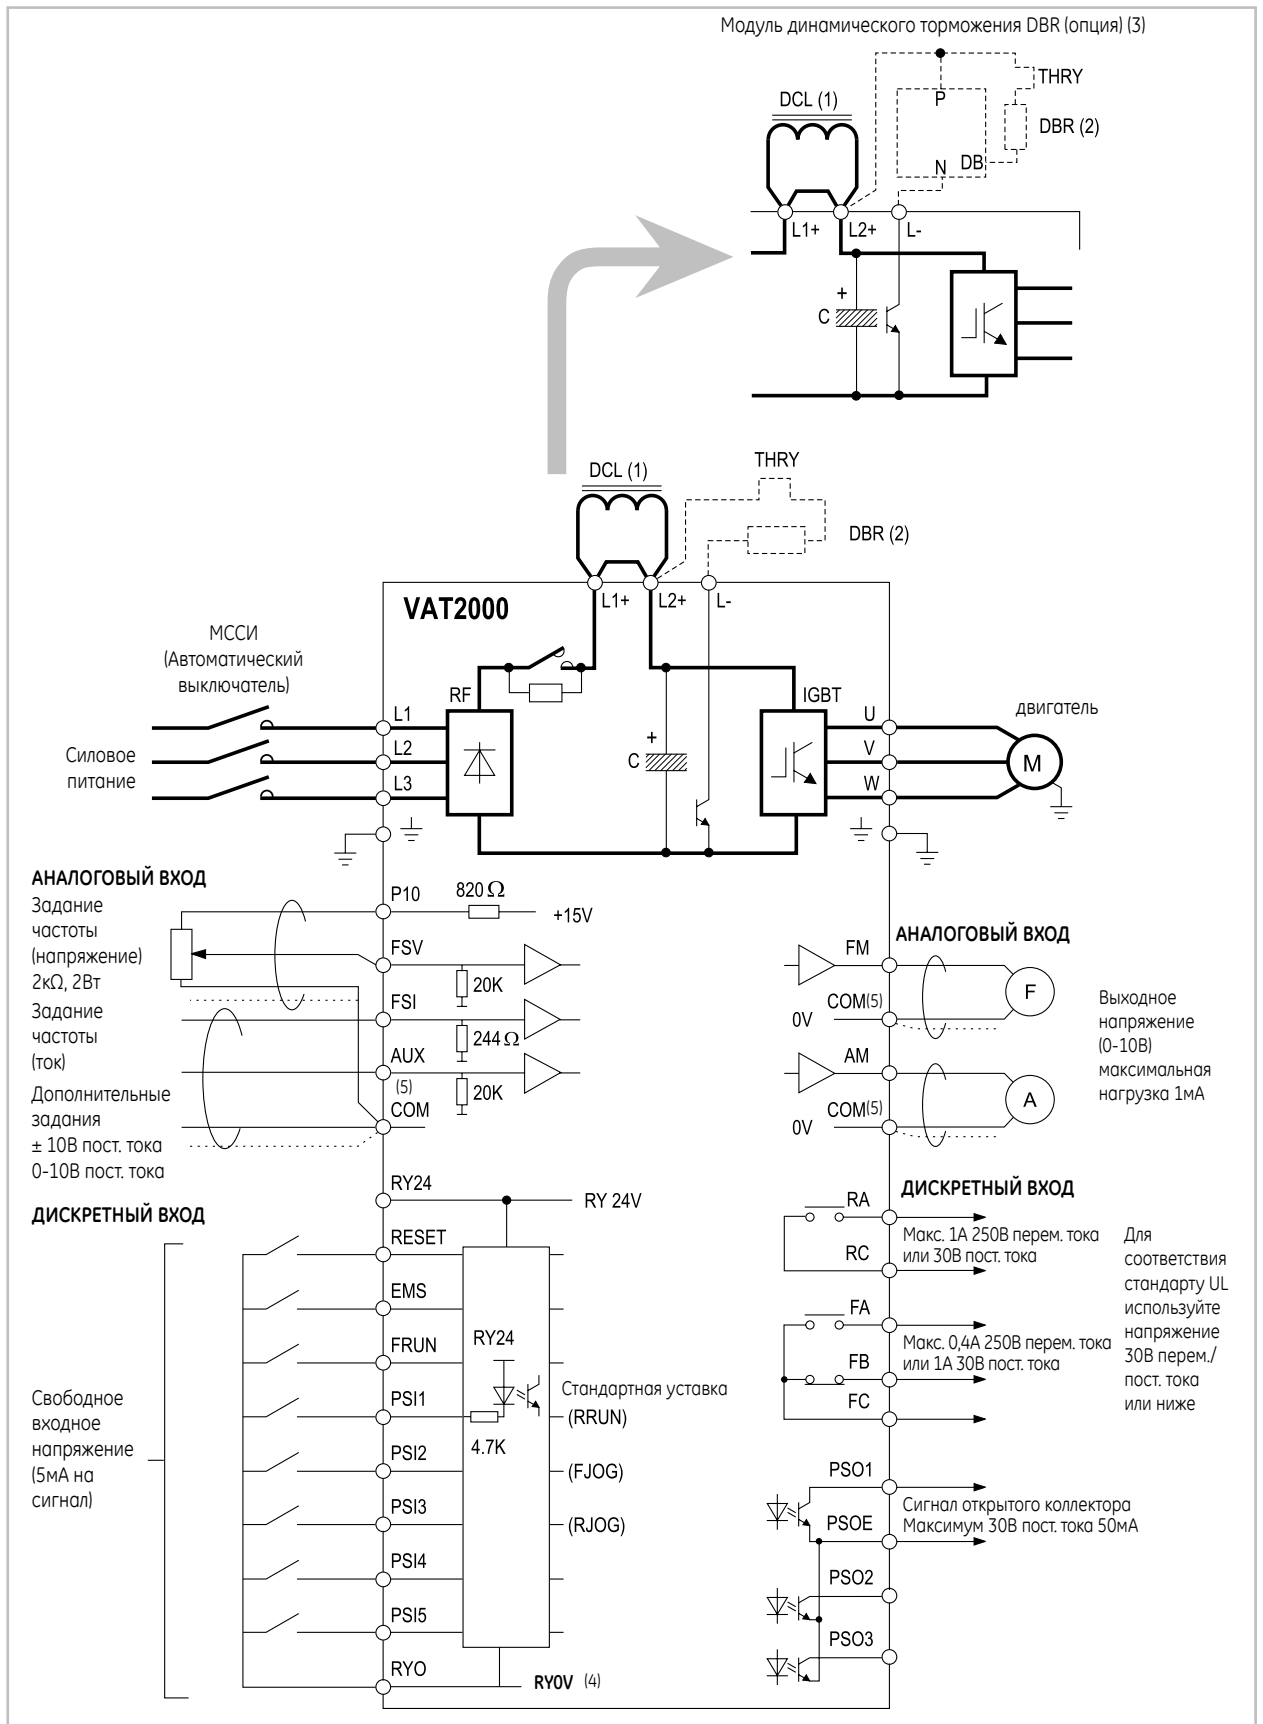 Модуль динамического торможения DBR (опция) (3)
THRY
P
DCL (1)
DBR (2)
DB
N
L1+
L2+
L-
+
C
THRY
DCL (1)
DBR (2)
L1+
L2+
L-
VAT2000
МССИ
(Автоматический
выключатель)
RF
IGBT
L1
U
двигатель
Силовое
питание
L2
+
C
V
M
L3
W
АНАЛОГОВЫЙ ВХОД
Задание
частоты
(напряжение)
2кΩ, 2Вт
P10
820 Ω
+15V
FSV
20K
Задание
частоты
(ток)
FSI
244 Ω
AUX
(5)
20K
COM
Дополнительные
задания
± 10В пост. тока
0-10В пост. тока
АНАЛОГОВЫЙ ВХОД
FM
F
COM(5)
0V
AM
A
COM(5)
0V
Выходное
напряжение
(0-10В)
максимальная
нагрузка 1мА
RY24
RY 24V
ДИСКРЕТНЫЙ ВХОД
RESET
EMS
FRUN
RY24
PSI1
Стандартная уставка
(RRUN)
4.7K
PSI2
(FJOG)
PSI3
(RJOG)
PSI4
PSI5
RYO
RY0V (4)
Свободное
входное
напряжение
(5мА на
сигнал)
ДИСКРЕТНЫЙ ВХОД
RA
Макс. 1А 250В перем. тока
или 30В пост. тока
RC
FA
Макс. 0,4А 250В перем. тока
или 1А 30В пост. тока
FB
FC
Для
соответствия
стандарту UL
используйте
напряжение
30В перем./
пост. тока
или ниже
PSO1
Сигнал открытого коллектора
Максимум 30В пост. тока 50мА
PSOE
PSO2
PSO3